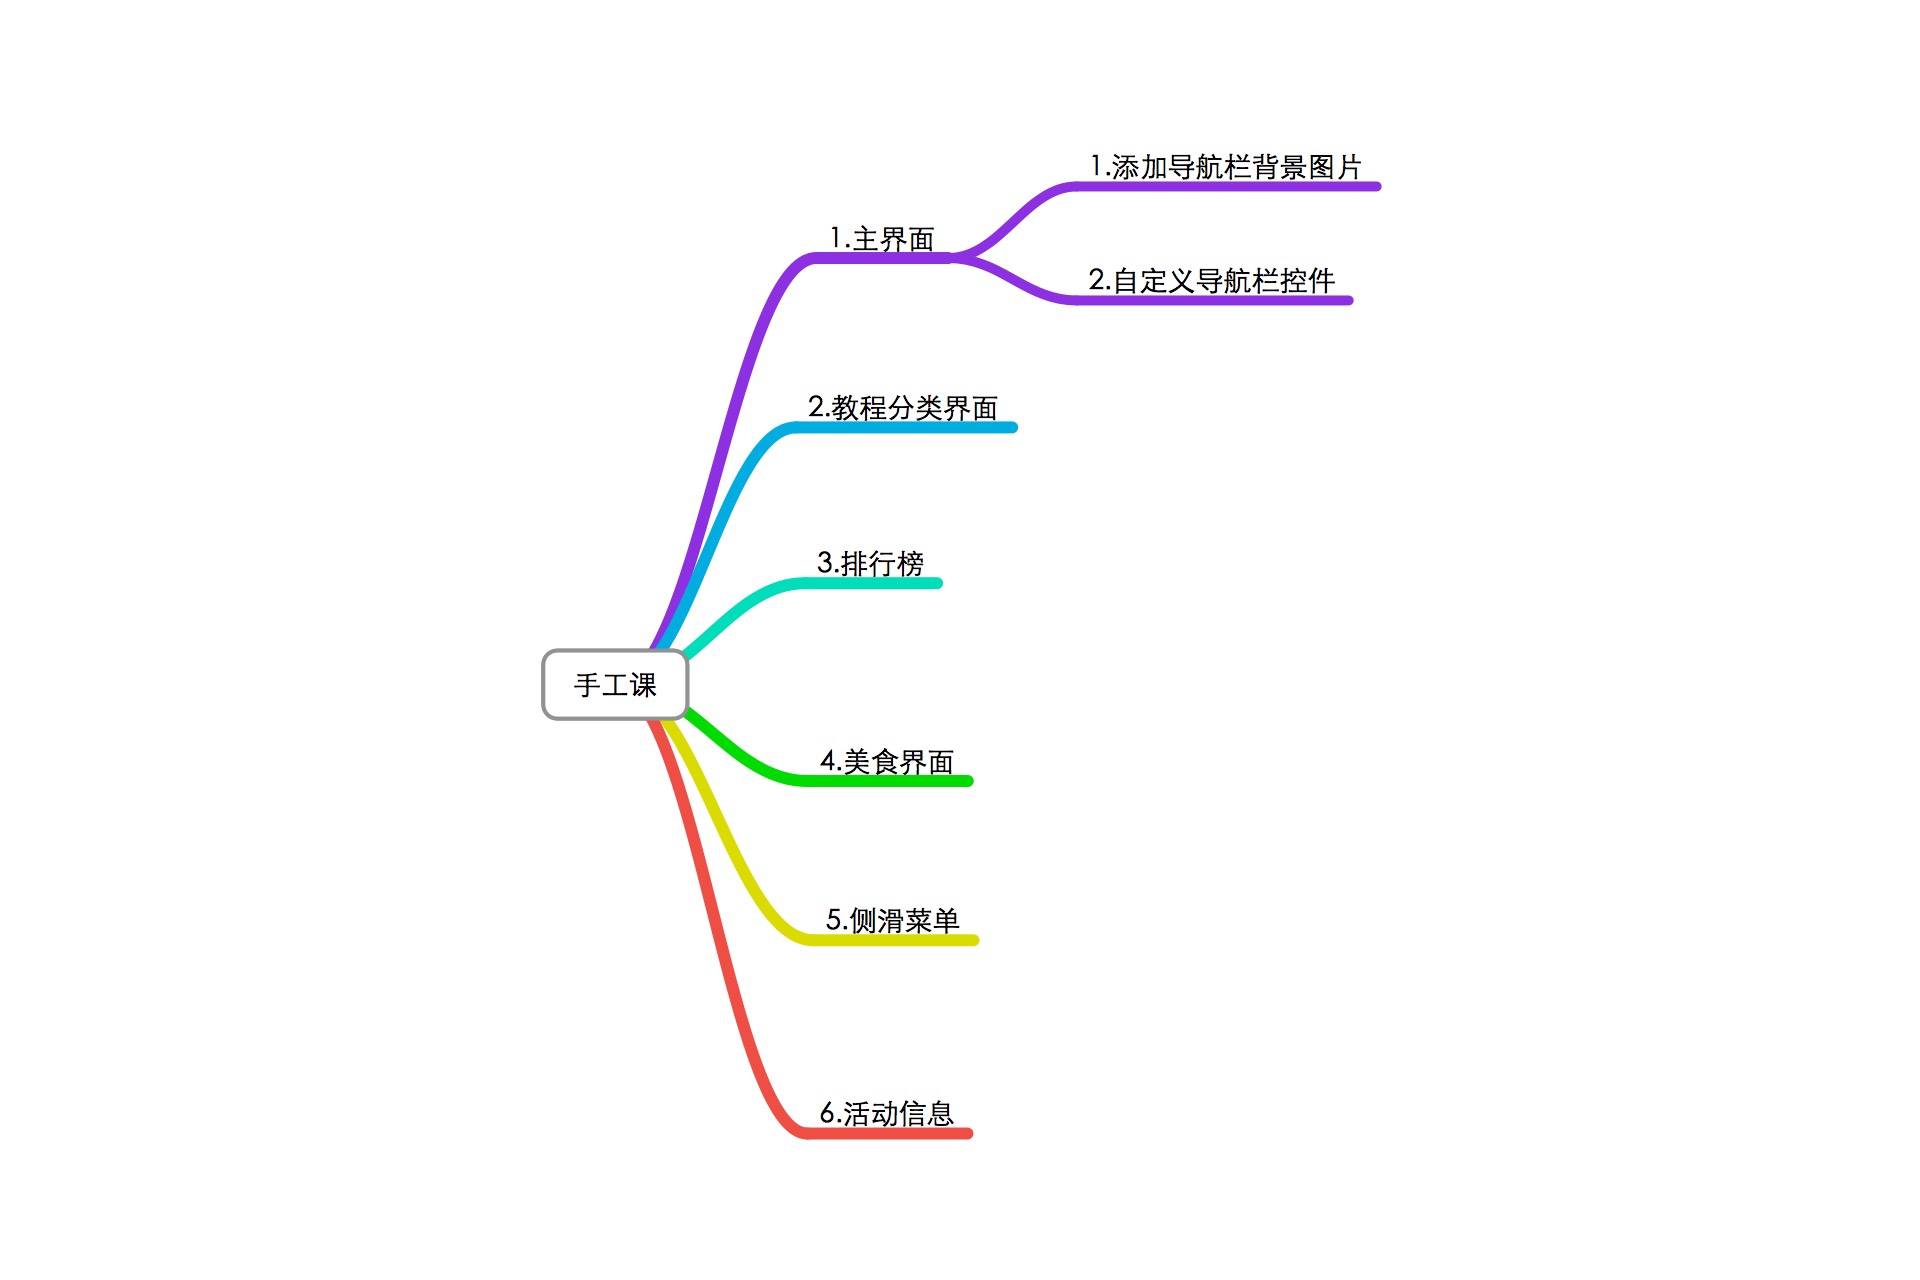 1.添加导航栏背景图片
1.主界面
2.自定义导航栏控件
2.教程分类界面
3.排行榜
手工课
4.美食界面
5.侧滑菜单
6.活动信息